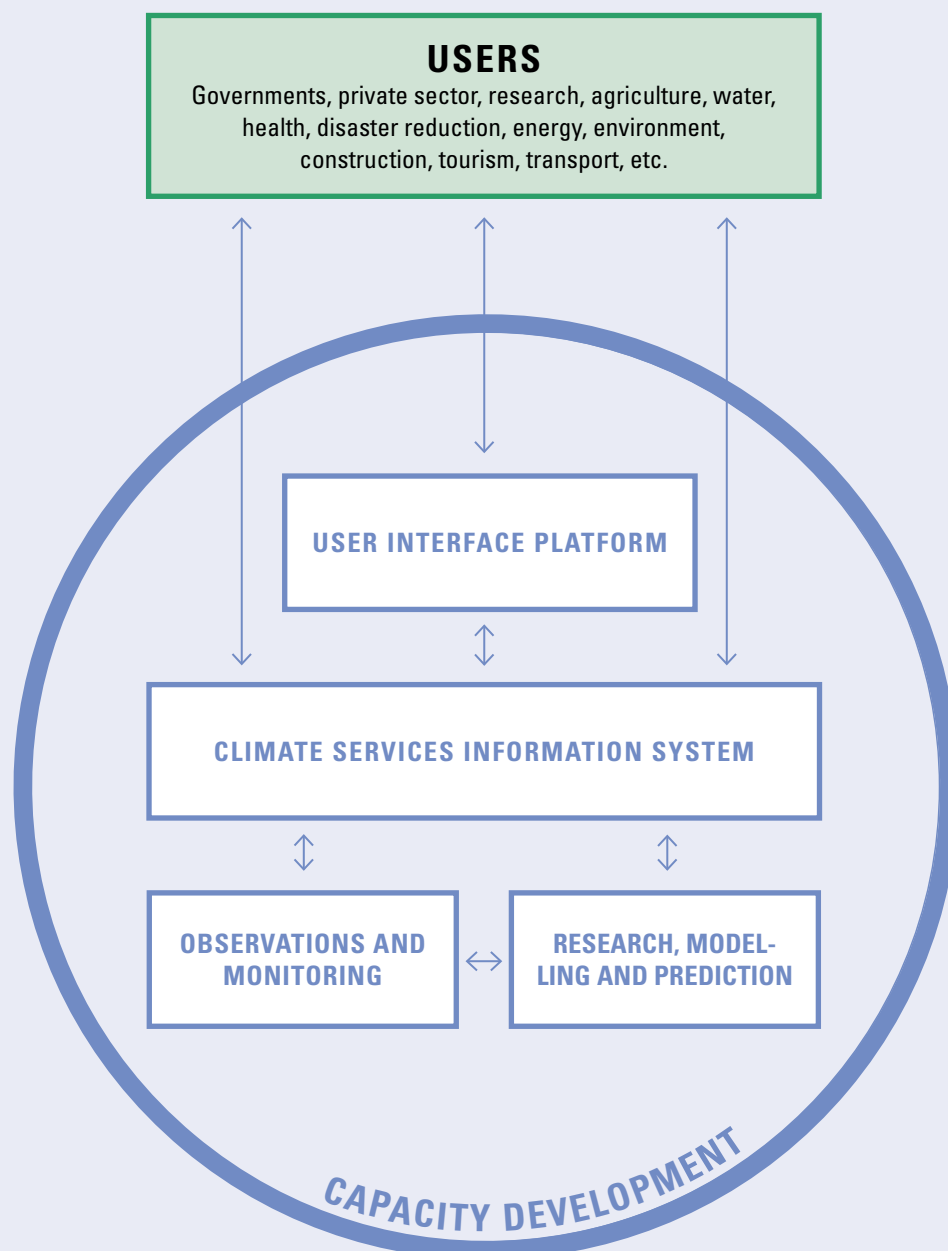 USERS
Governments, private sector, research, agriculture, water,
health, disaster reduction, energy, environment,
construction, tourism, transport, etc.
USER INTERFACE PLATFORM
CLIMATE SERVICES INFORMATION SYSTEM
OBSERVATIONS AND
MONITORING
RESEARCH, MODEL-
LING AND PREDICTION
CAPACITY DEVELOPMENT